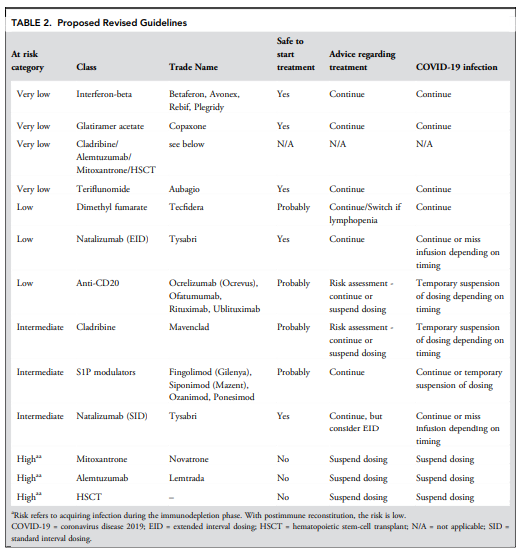 TABLE 2. Proposed Revised Guidelines
At risk category Class Trade Name Safe to start treatment Advice regarding treatment COVID-19 infection
Very low Interferon-beta Betaferon, Avonex, Rebif, Plegridy Yes Continue Continue
Very low Glatiramer acetate Copaxone Yes Continue Continue
Very low Cladribine/ Alemtuzumab/ Mitoxantrone/HSCT see below N/A N/A N/A
Very low Teriflunomide Aubagio Yes Continue Continue
Low Dimethyl fumarate Tecfidera Probably Continue/Switch if lymphopenia Continue
Low Natalizumab (EID) Tysabri Yes Continue Continue or miss infusion depending on timing
Low Anti-CD20 Ocrelizumab (Ocrevus), Ofatumumab, Rituximab, Ublituximab Probably Risk assessment - continue or suspend dosing Temporary suspension of dosing depending on timing
Intermediate Cladribine Mavenclad Probably Risk assessment - continue or suspend dosing Temporary suspension of dosing depending on timing
Intermediate S1P modulators Fingolimod (Gilenya), Siponimod (Mazent), Ozanimod, Ponesimod Probably Continue Continue or temporary suspension of dosing
Intermediate Natalizumab (SID) Tysabri Yes Continue, but consider EID Continue or miss infusion depending on timing
High^aa Mitoxantrone Novatrone No Suspend dosing Suspend dosing
High^aa Alemtuzumab Lemtrada No Suspend dosing Suspend dosing
High^aa HSCT – No Suspend dosing Suspend dosing
^aRisk refers to acquiring infection during the immunodepletion phase. With postimmune reconstitution, the risk is low.
COVID-19 = coronavirus disease 2019; EID = extended interval dosing; HSCT = hematopoietic stem-cell transplant; N/A = not applicable; SID =
standard interval dosing.